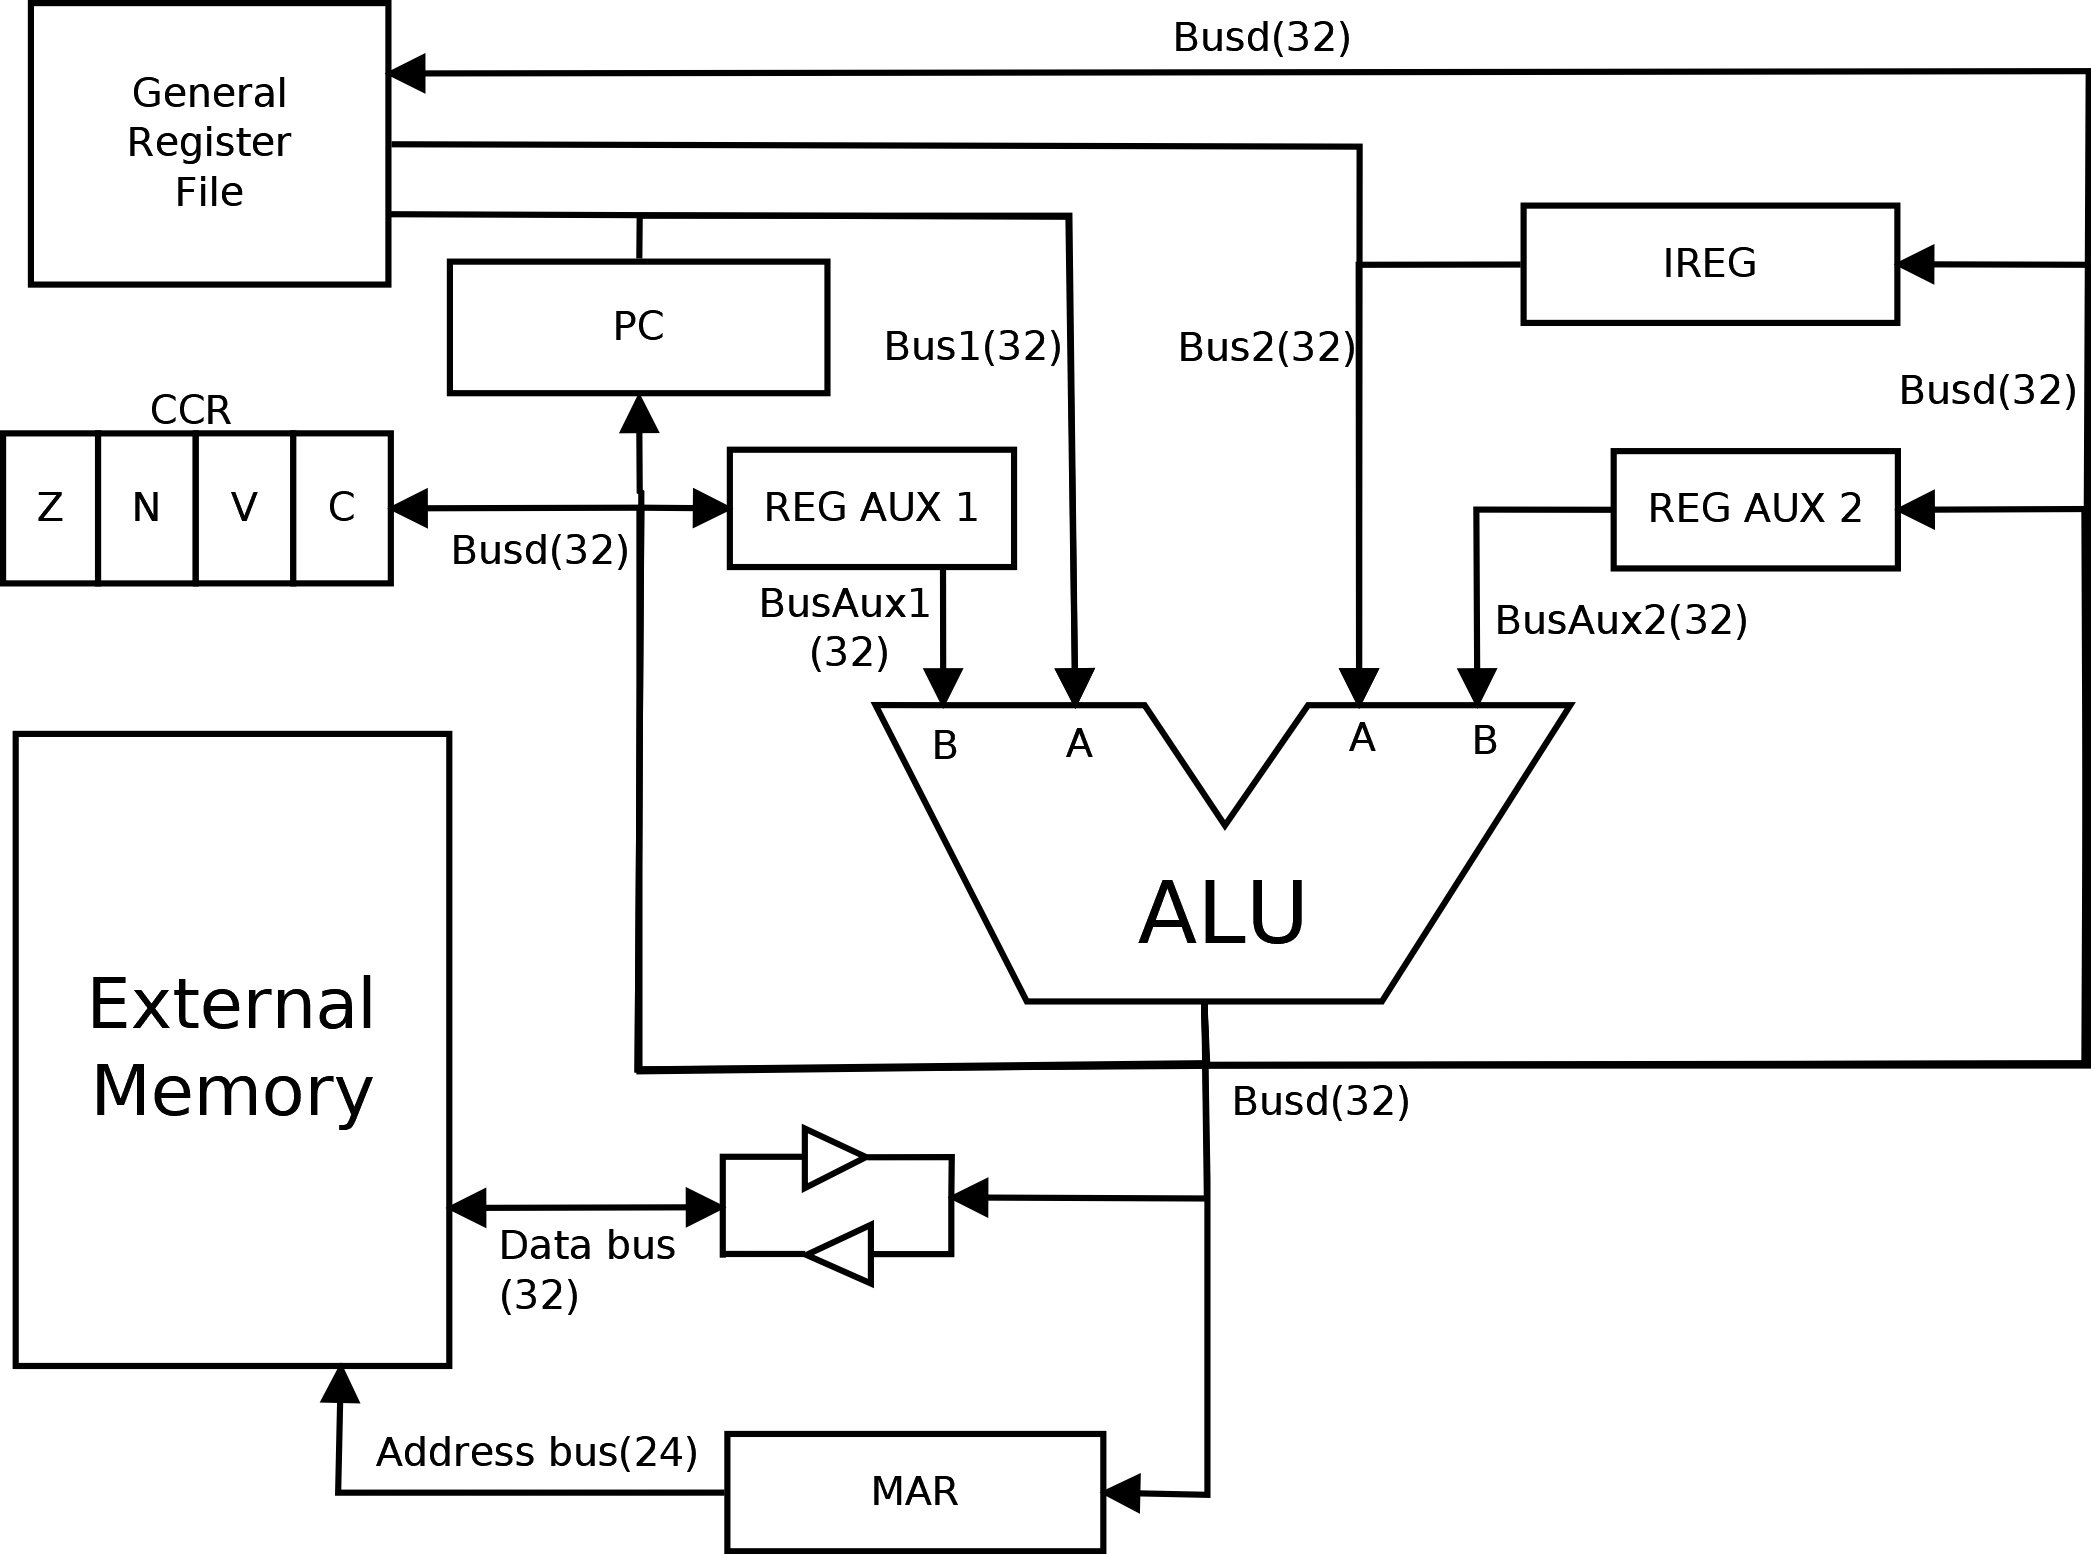 Busd(32)
General
Register
File
IREG
PC
Bus1(32)
Bus2(32)
Busd(32)
CCR
Z N V C
REG AUX 1
REG AUX 2
Busd(32)
BusAux1
(32)
BusAux2(32)
B A A B
ALU
External
Memory
Busd(32)
Data bus
(32)
Address bus(24)
MAR